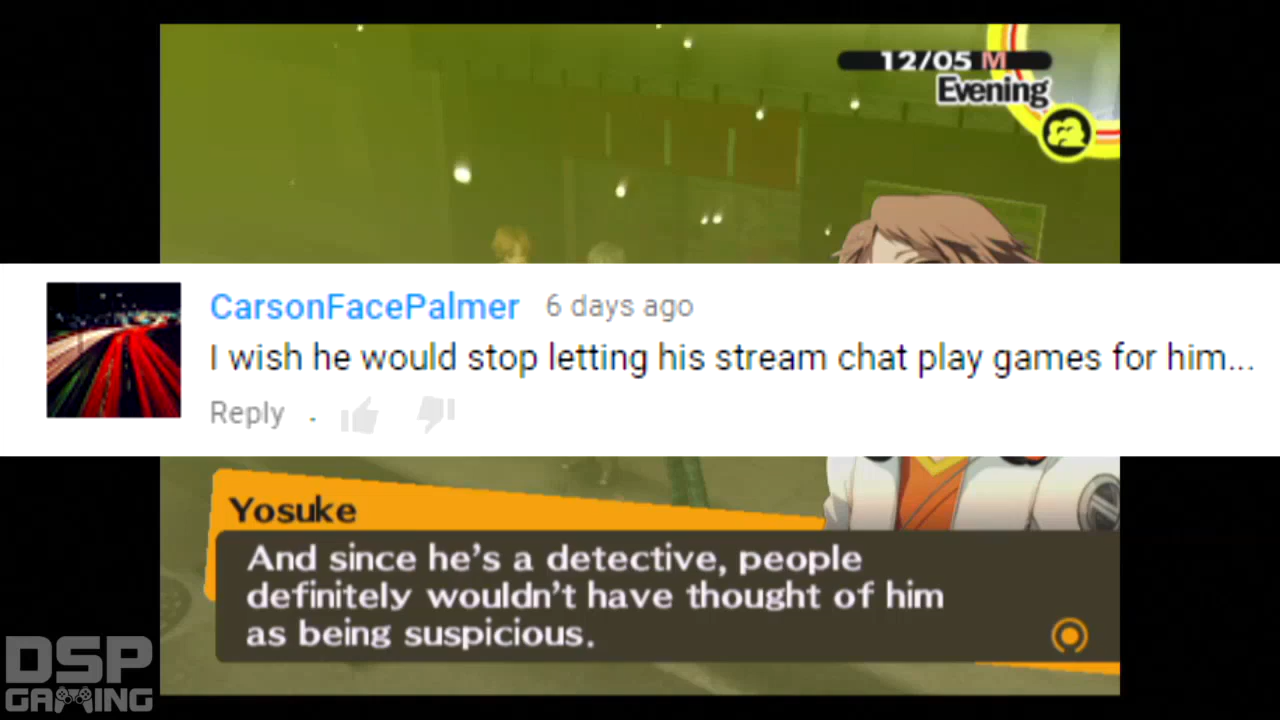 12/05 M
Evening
CarsonFacePalmer 6 days ago
I wish he would stop letting his stream chat play games for him...
Reply
Yosuke
And since he's a detective, people
definitely wouldn't have thought of him
as being suspicious.
DSP
GAMING